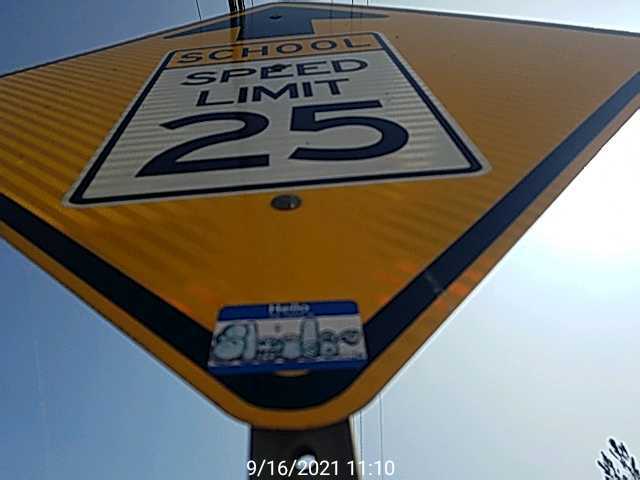 SCHOOL
SPEED
LIMIT
25
Hello
9/16/2021 11:10